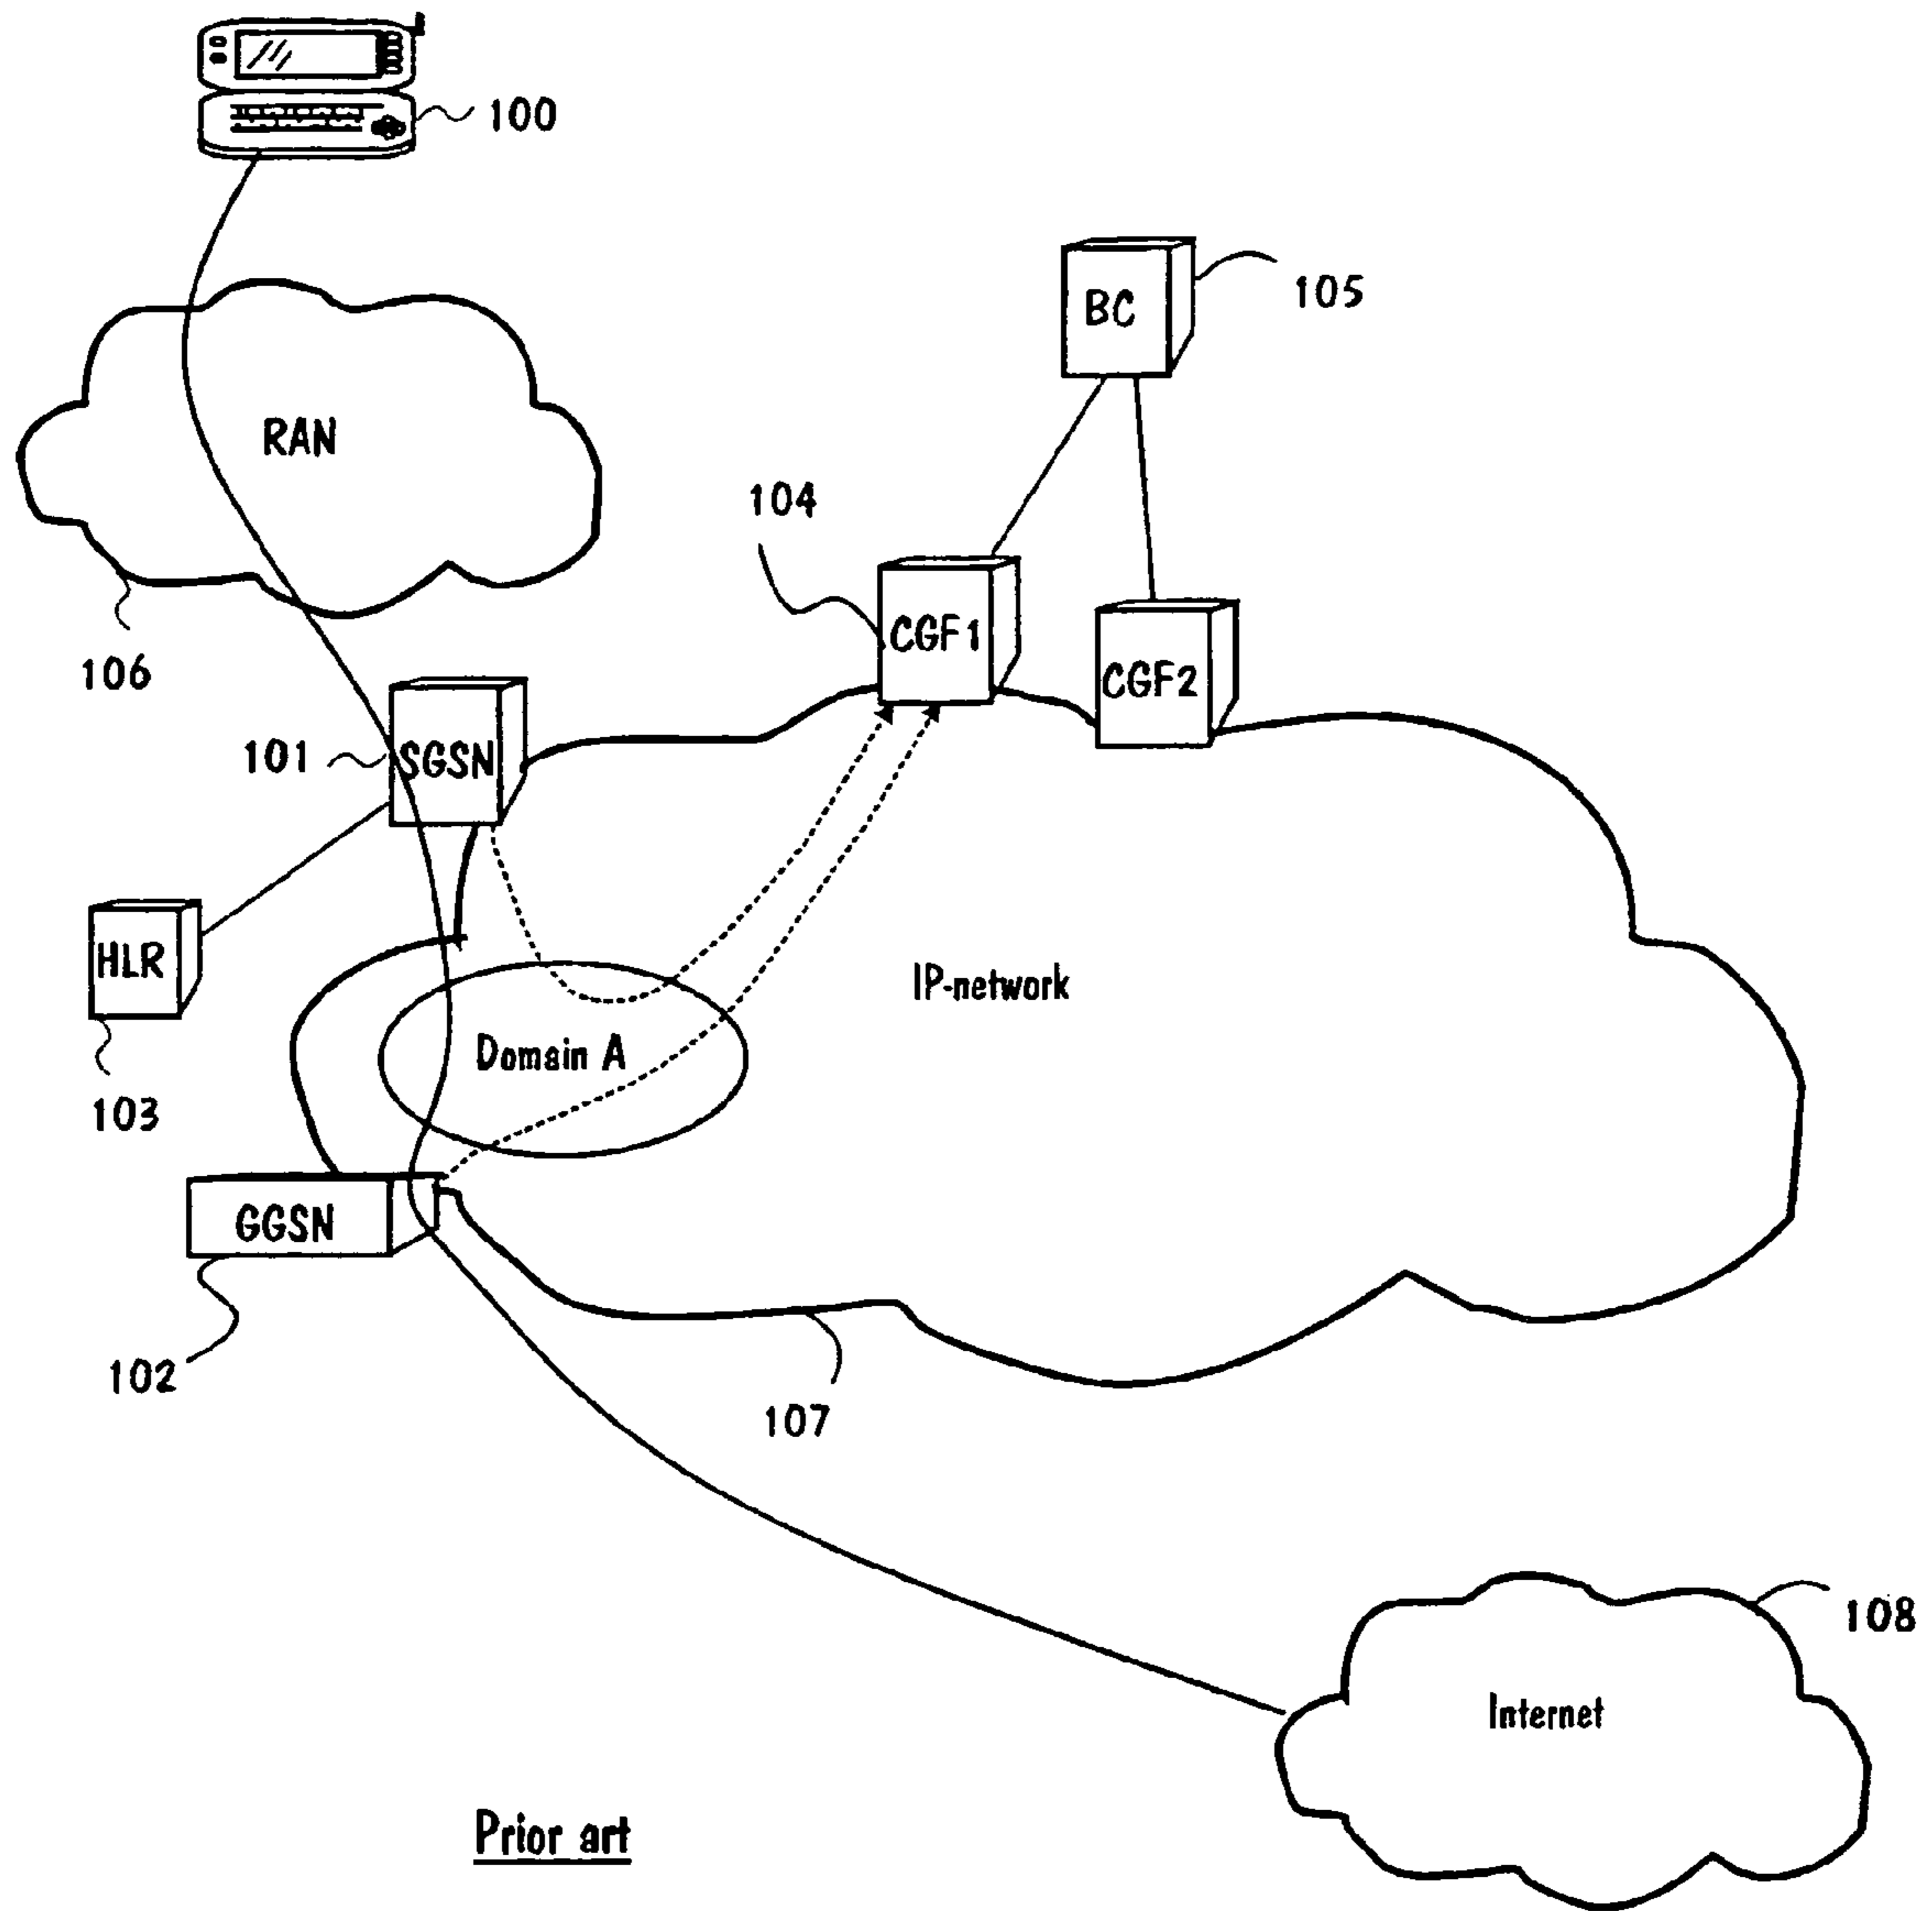 100
BC
105
RAN
104
CGF1
106
CGF2
101
SGSN
HLR
IP-network
Domain A
103
GGSN
102
107
108
Internet
Prior art